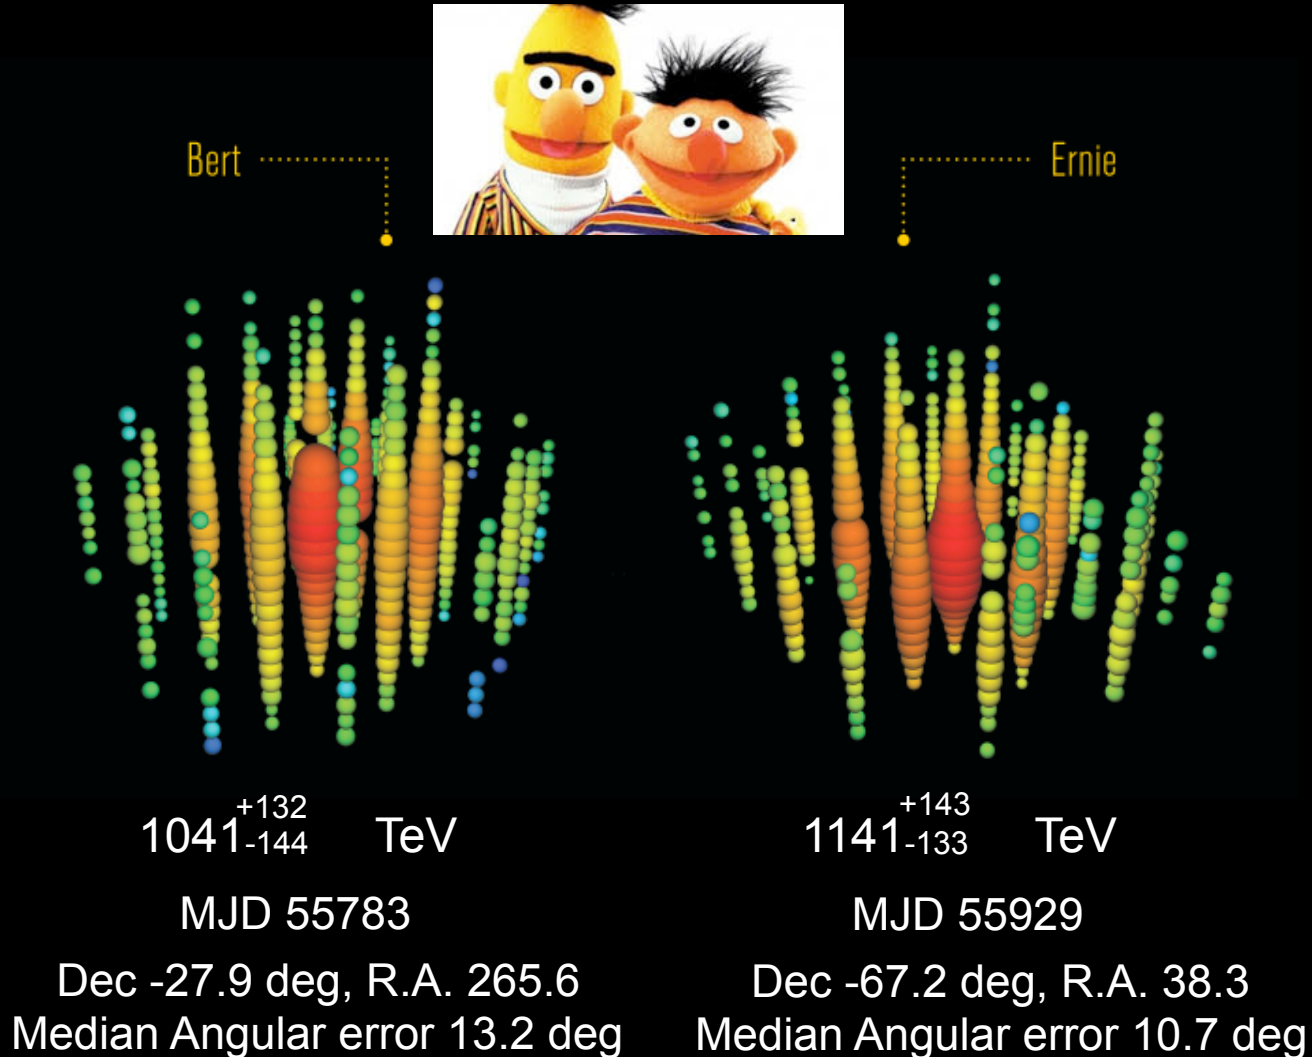 Bert
Ernie
1041 +132 -144 TeV
MJD 55783
Dec -27.9 deg, R.A. 265.6
Median Angular error 13.2 deg
1141 +143 -133 TeV
MJD 55929
Dec -67.2 deg, R.A. 38.3
Median Angular error 10.7 deg